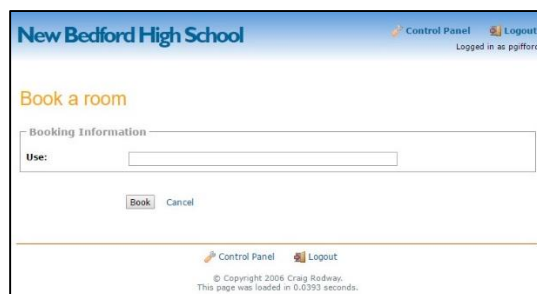 New Bedford High School
Control Panel Logout
Logged in as pgifford
Book a room
Booking Information
Use:
Book Cancel
Control Panel Logout
© Copyright 2006 Craig Rodway.
This page was loaded in 0.0393 seconds.